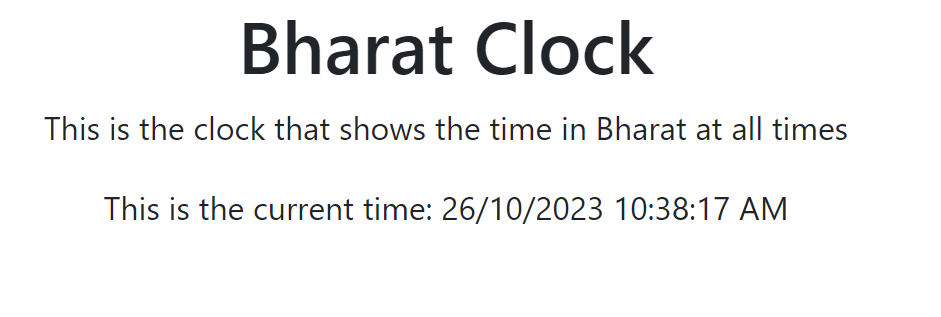 Bharat Clock
This is the clock that shows the time in Bharat at all times
This is the current time: 26/10/2023 10:38:17 AM